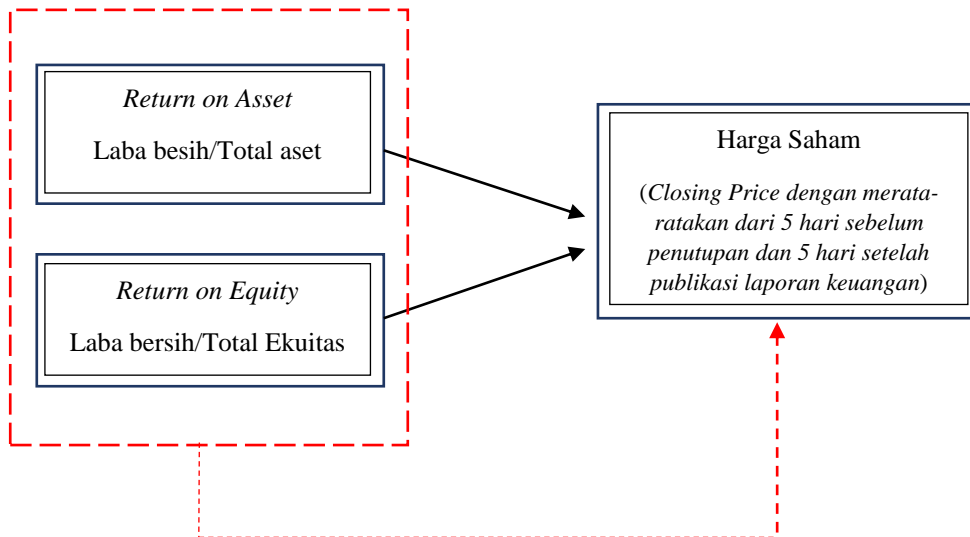 Return on Asset
Laba besih/Total aset
Return on Equity
Laba bersih/Total Ekuitas
Harga Saham
(Closing Price dengan merata-
ratakan dari 5 hari sebelum
penutupan dan 5 hari setelah
publikasi laporan keuangan)